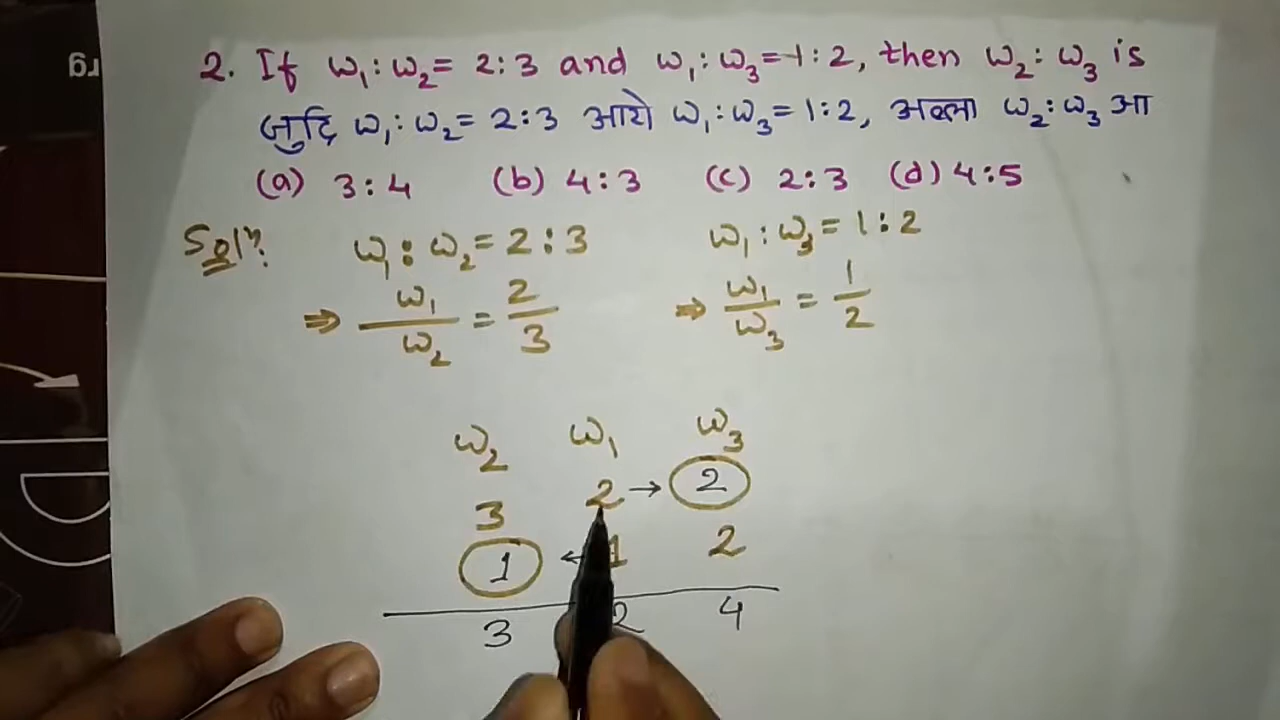 2. If ω₁:ω₂= 2:3 and ω₁:ω₃=1:2, then ω₂:ω₃ is
जुदि ω₁:ω₂= 2:3 आरो ω₁:ω₃=1:2, ω₂:ω₃ आ
(a) 3:4 (b) 4:3 (c) 2:3 (d) 4:5
Solⁿ: ω₁:ω₂=2:3 ω₁:ω₃=1:2
⇒ ω₁/ω₂ = 2/3 ⇒ ω₁/ω₃ = 1/2
ω₂ ω₁ ω₃
3 2 → 2
1 ← 1 2
3 2 4